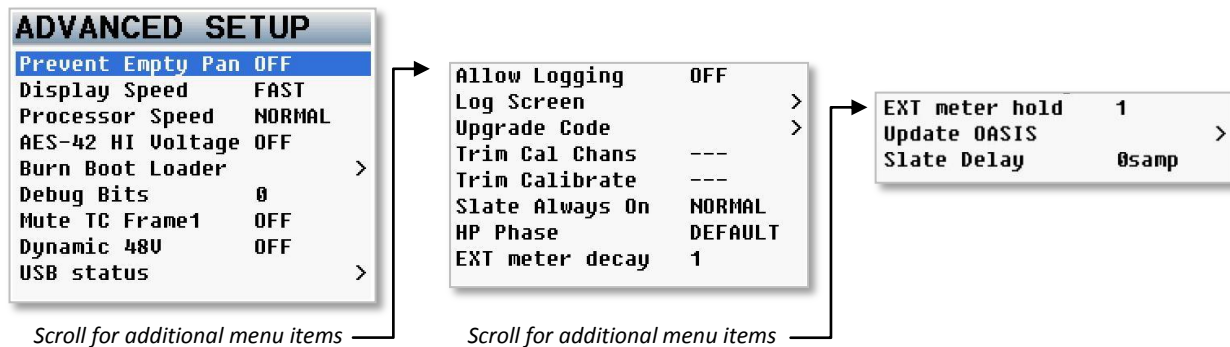 ADVANCED SETUP
Prevent Empty Pan OFF
Display Speed FAST
Processor Speed NORMAL
AES-42 HI Voltage OFF
Burn Boot Loader >
Debug Bits 0
Mute TC Frame1 OFF
Dynamic 48V OFF
USB status >
Scroll for additional menu items
Allow Logging OFF
Log Screen >
Upgrade Code >
Trim Cal Chans ---
Trim Calibrate ---
Slate Always On NORMAL
HP Phase DEFAULT
EXT meter decay 1
Scroll for additional menu items
EXT meter hold 1
Update OASIS >
Slate Delay 0samp